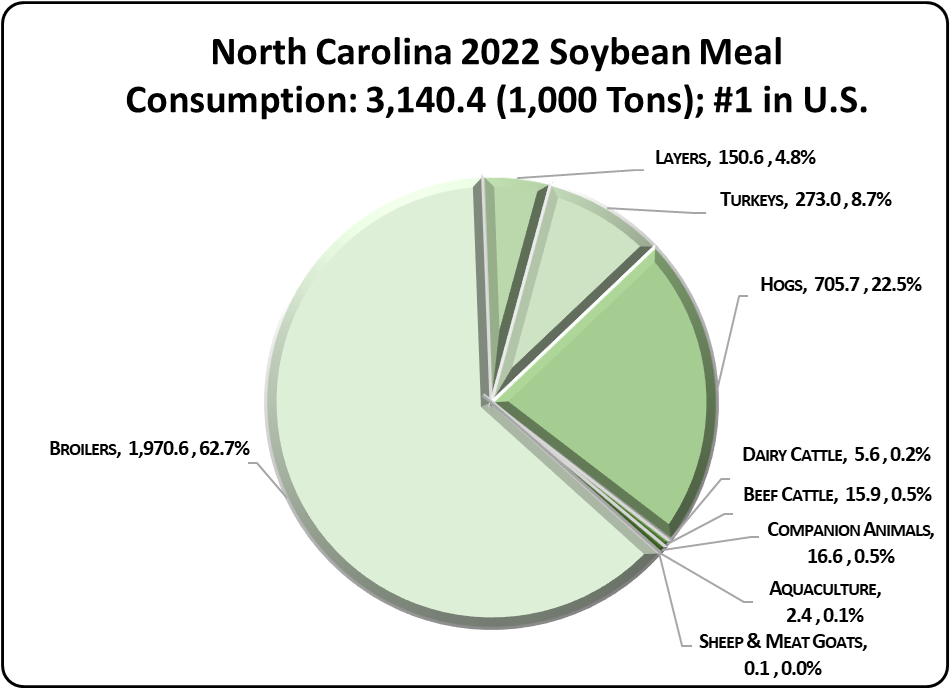 North Carolina 2022 Soybean Meal
Consumption: 3,140.4 (1,000 Tons); #1 in U.S.
LAYERS, 150.6 , 4.8%
TURKEYS, 273.0 , 8.7%
HOGS, 705.7 , 22.5%
BROILERS, 1,970.6 , 62.7%
DAIRY CATTLE, 5.6 , 0.2%
BEEF CATTLE, 15.9 , 0.5%
COMPANION ANIMALS,
16.6 , 0.5%
AQUACULTURE,
2.4 , 0.1%
SHEEP & MEAT GOATS,
0.1 , 0.0%